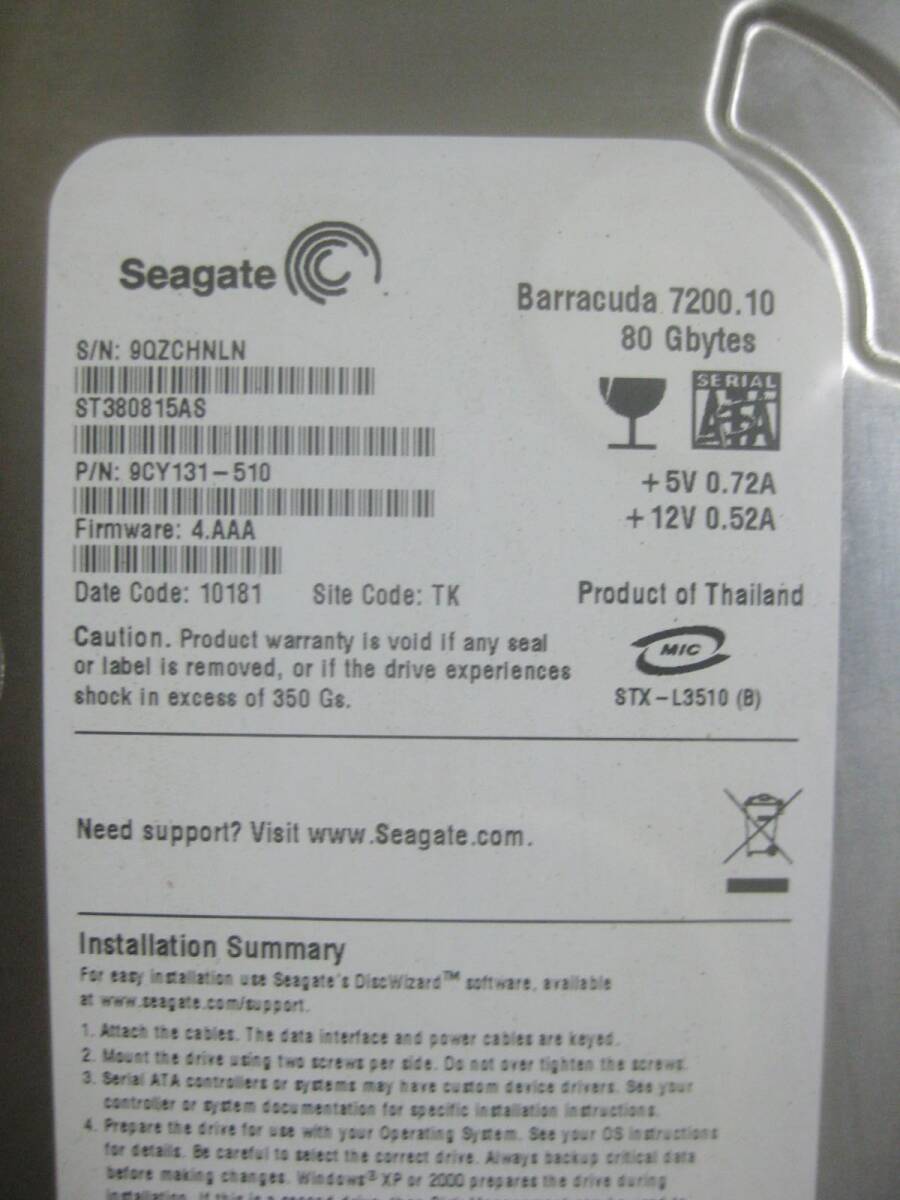 Seagate
Barracuda 7200.10
80 Gbytes
S/N: 9QZCHNLN
ST380815AS
SERIAL
ATA
P/N: 9CY131-510
+5V 0.72A
+12V 0.52A
Firmware: 4.AAA
Date Code: 10181 Site Code: TK
Product of Thailand
Caution. Product warranty is void if any seal
or label is removed, or if the drive experiences
shock in excess of 350 Gs.
MIC
STX-L3510 (B)
Need support? Visit www.Seagate.com.
Installation Summary
For easy installation use Seagate's DiscWizard™ software, available
at www.seagate.com/support.
1. Attach the cables. The data interface and power cables are keyed.
2. Mount the drive using two screws per side. Do not over tighten the screws.
3. Serial ATA controllers or systems may have custom device drivers. See your
controller or system documentation for specific installation instructions.
4. Prepare the drive for use with your Operating System. See your OS instructions
for details. Be careful to select the correct drive. Always backup critical data
before making changes. Windows® XP or 2000 prepares the drive during
installation. If this is a second drive,